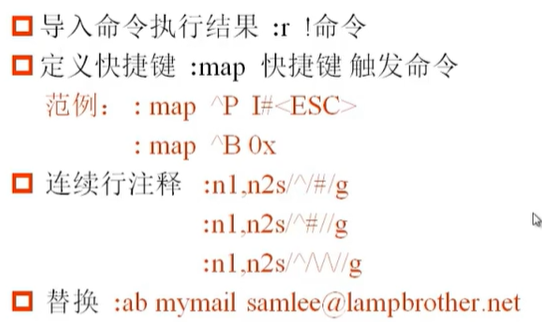 导入命令执行结果 :r !命令
定义快捷键 :map 快捷键 触发命令
范例： : map ^P I#<ESC>
: map ^B 0x
连续行注释 :n1,n2s/^/#/g
:n1,n2s/^#//g
:n1,n2s/^/\/\//g
替换 :ab mymail samlee@lampbrother.net